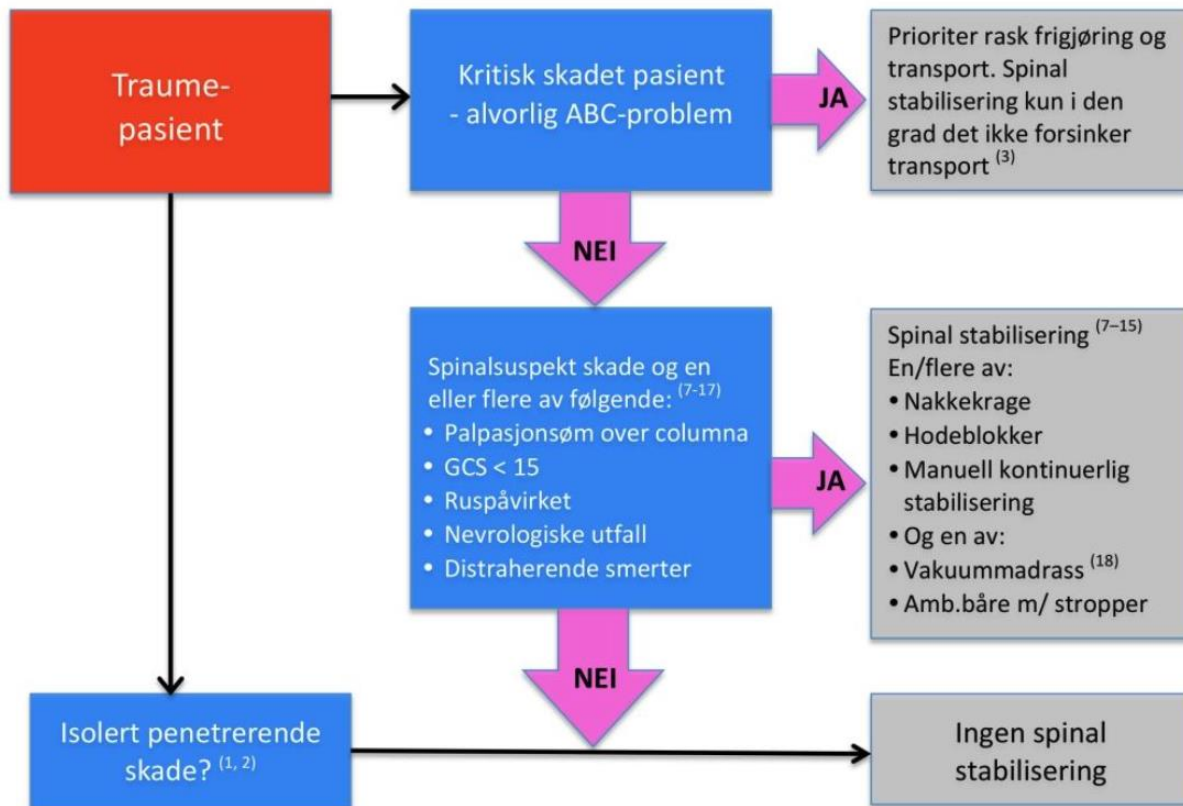 Traume-
pasient
Kritisk skadet pasient
- alvorlig ABC-problem
JA
Prioriter rask frigjøring og
transport. Spinal
stabilisering kun i den
grad det ikke forsinker
transport (3)
NEI
Spinalsuspekt skade og en
eller flere av følgende: (7-17)
• Palpasjonsøm over columna
• GCS < 15
• Ruspåvirket
• Nevrologiske utfall
• Distraherende smerter
JA
Spinal stabilisering (7–15)
En/flere av:
• Nakkekrage
• Hodeblokker
• Manuell kontinuerlig
stabilisering
• Og en av:
• Vakuummadrass (18)
• Amb.båre m/ stropper
NEI
Isolert penetrerende
skade? (1, 2)
Ingen spinal
stabilisering